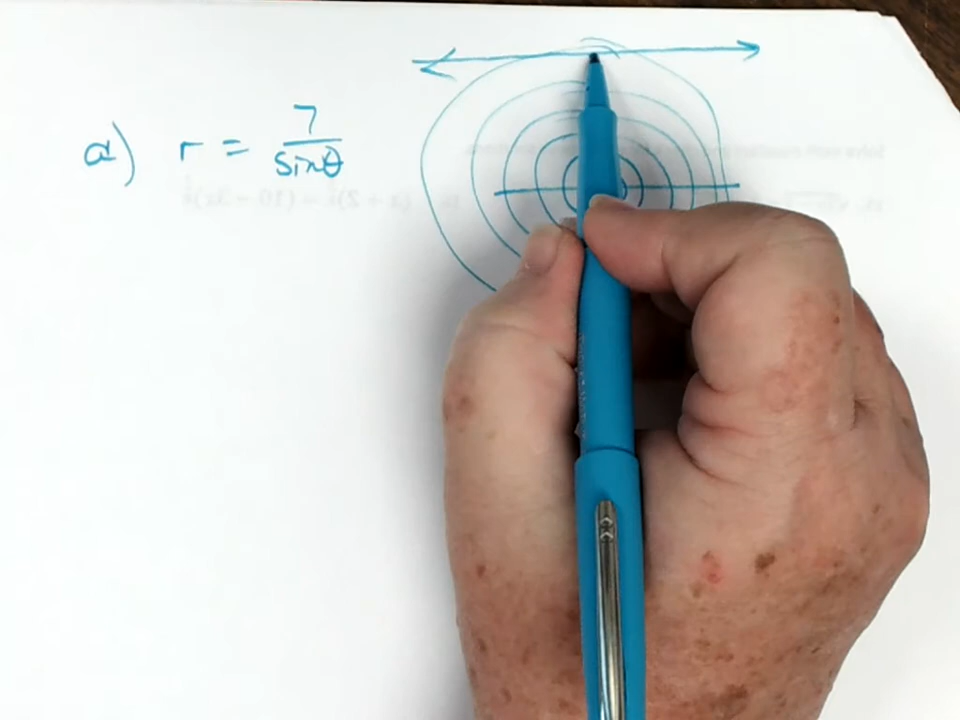 a) r = 7/sinθ